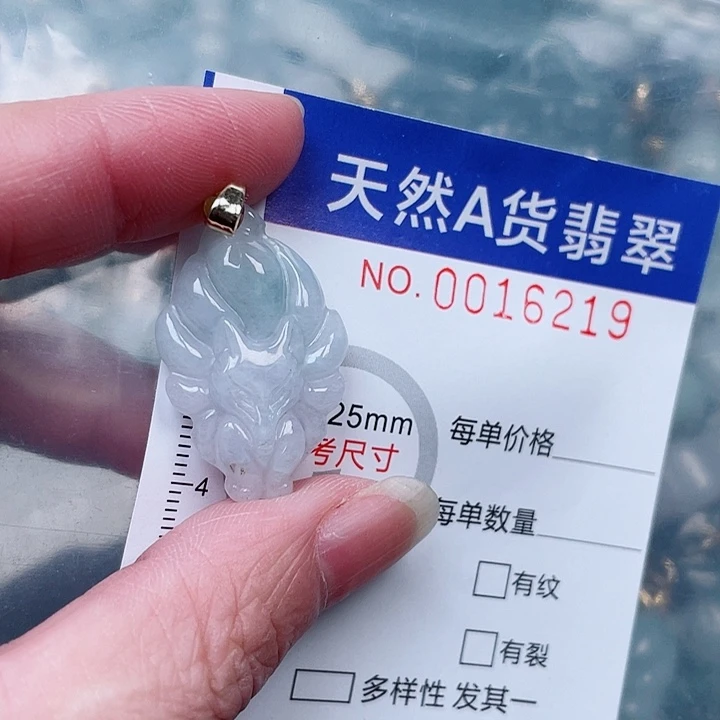 天然A货翡翠
NO. 0016219
25mm
考尺寸
每单价格
4
每单数量
有纹
有裂
多样性 发其一